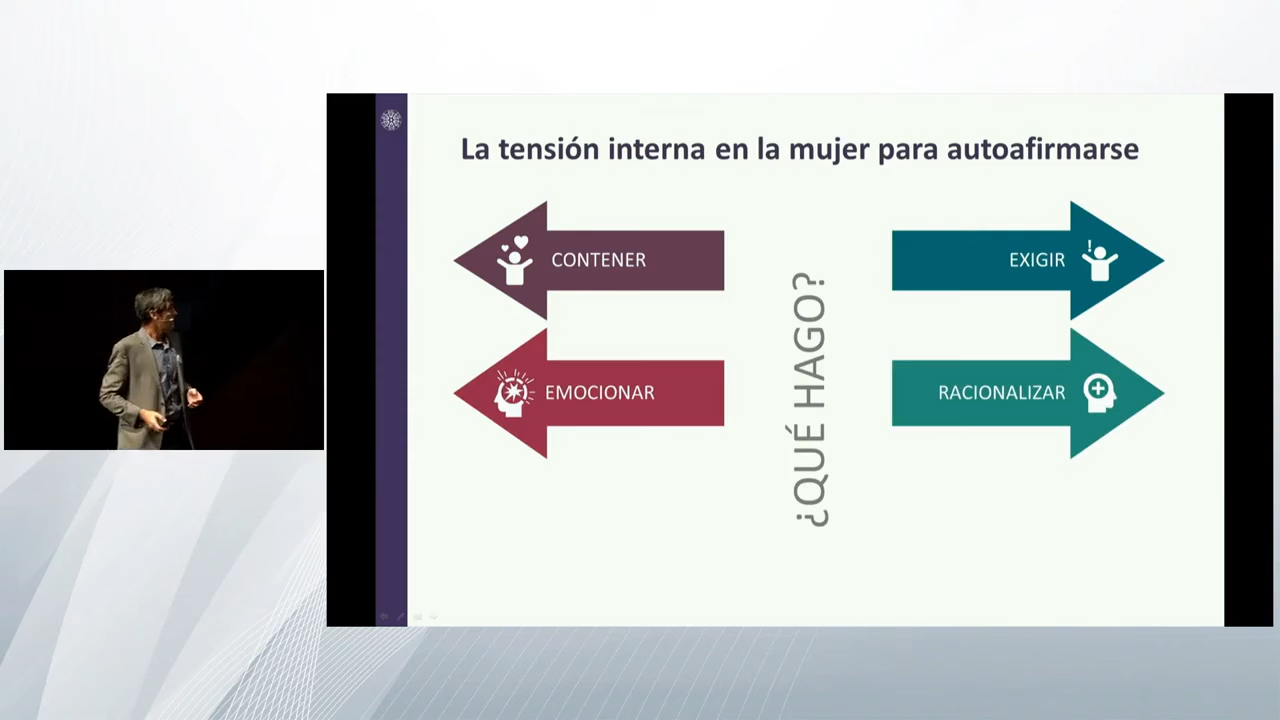 La tensión interna en la mujer para autoafirmarse
CONTENER
EXIGIR
¿QUÉ HAGO?
EMOCIONAR
RACIONALIZAR